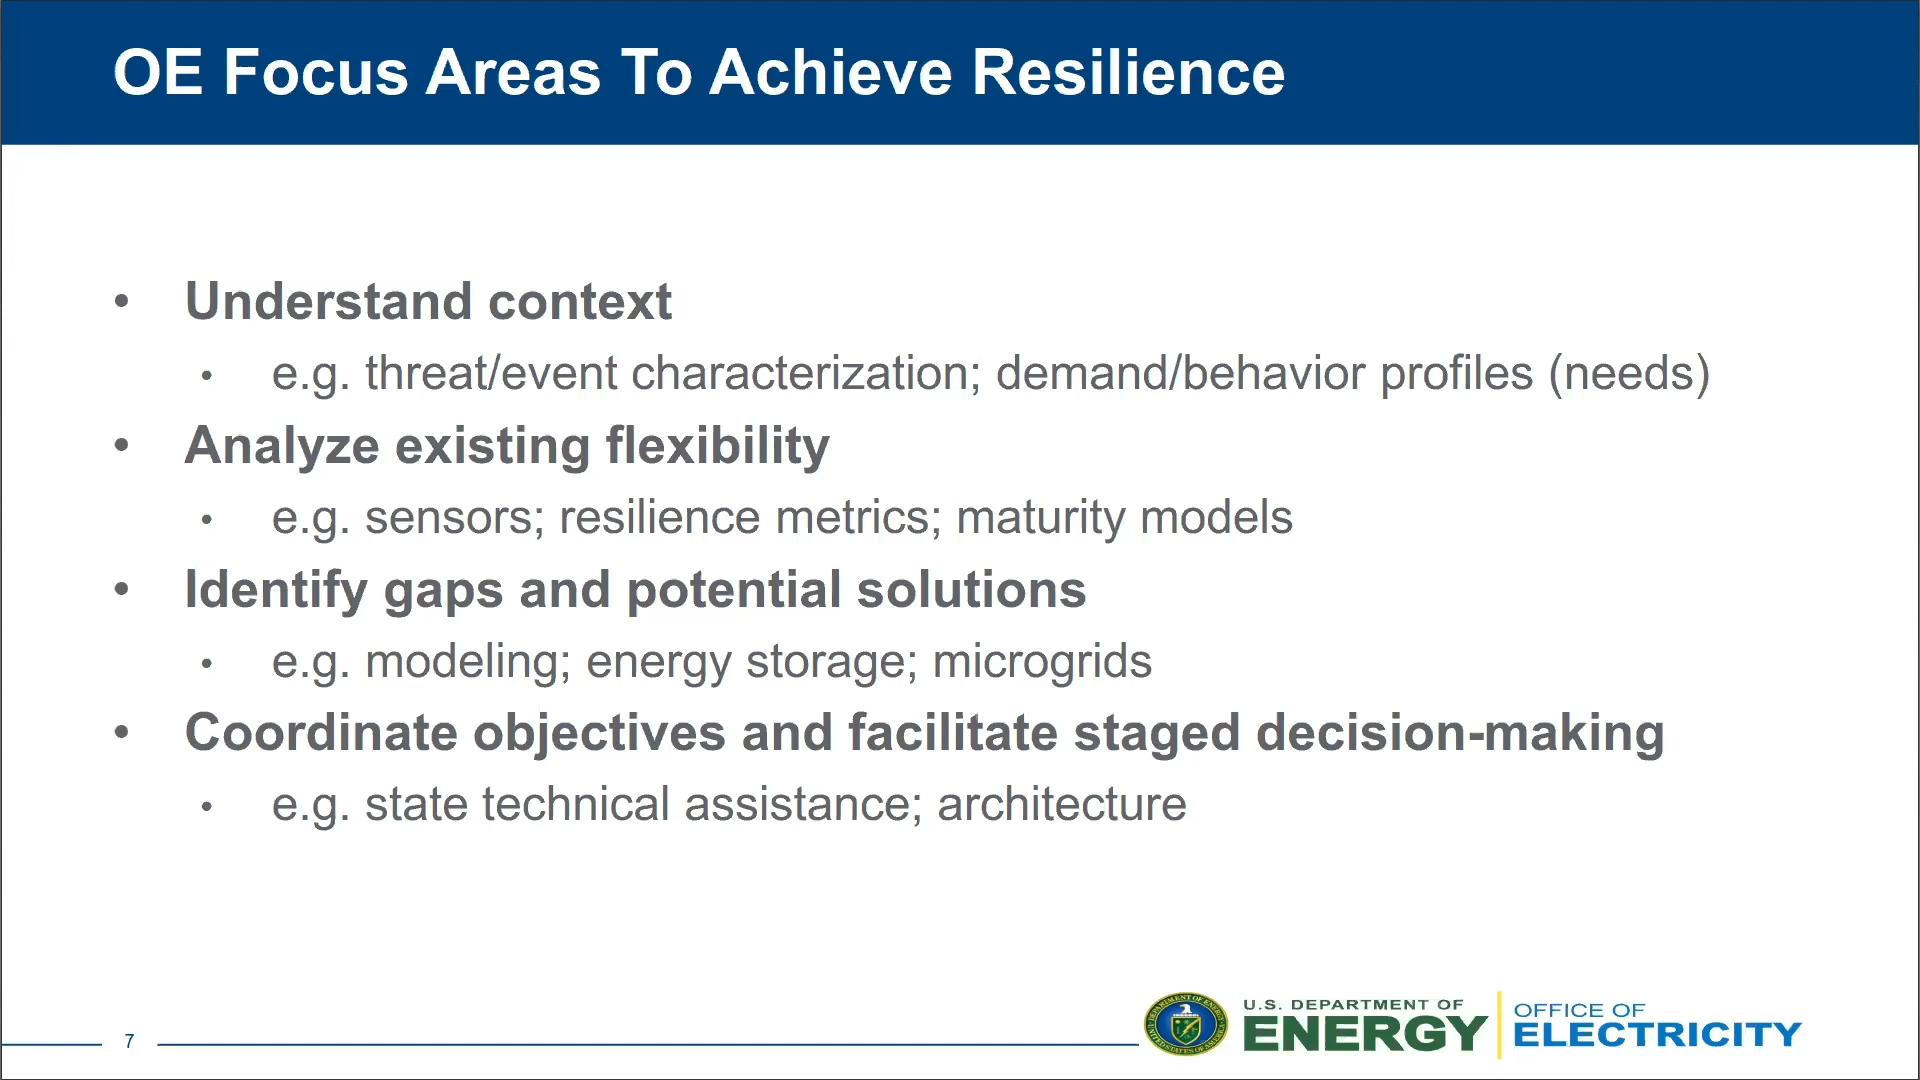 OE Focus Areas To Achieve Resilience
• Understand context
• e.g. threat/event characterization; demand/behavior profiles (needs)
• Analyze existing flexibility
• e.g. sensors; resilience metrics; maturity models
• Identify gaps and potential solutions
• e.g. modeling; energy storage; microgrids
• Coordinate objectives and facilitate staged decision-making
• e.g. state technical assistance; architecture
7
U.S. DEPARTMENT OF
ENERGY
OFFICE OF
ELECTRICITY